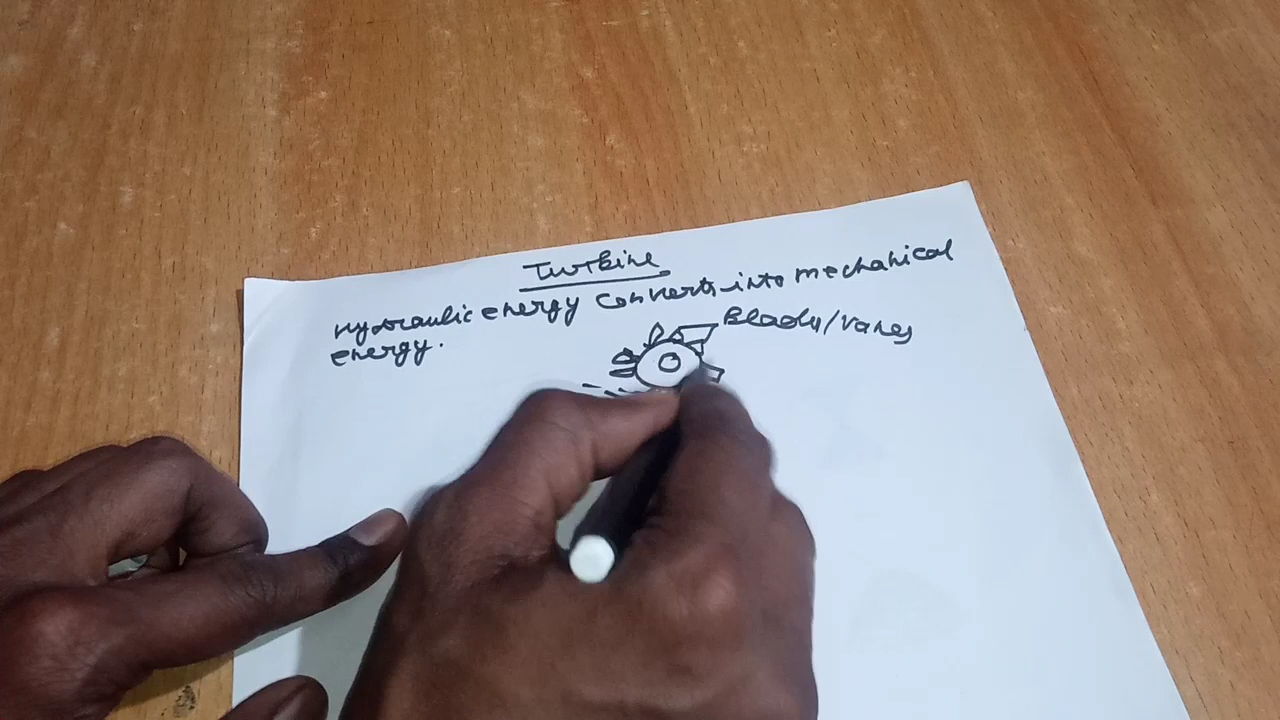 Turbine
Hydraulic energy converts into mechanical
energy.
Blades/vanes